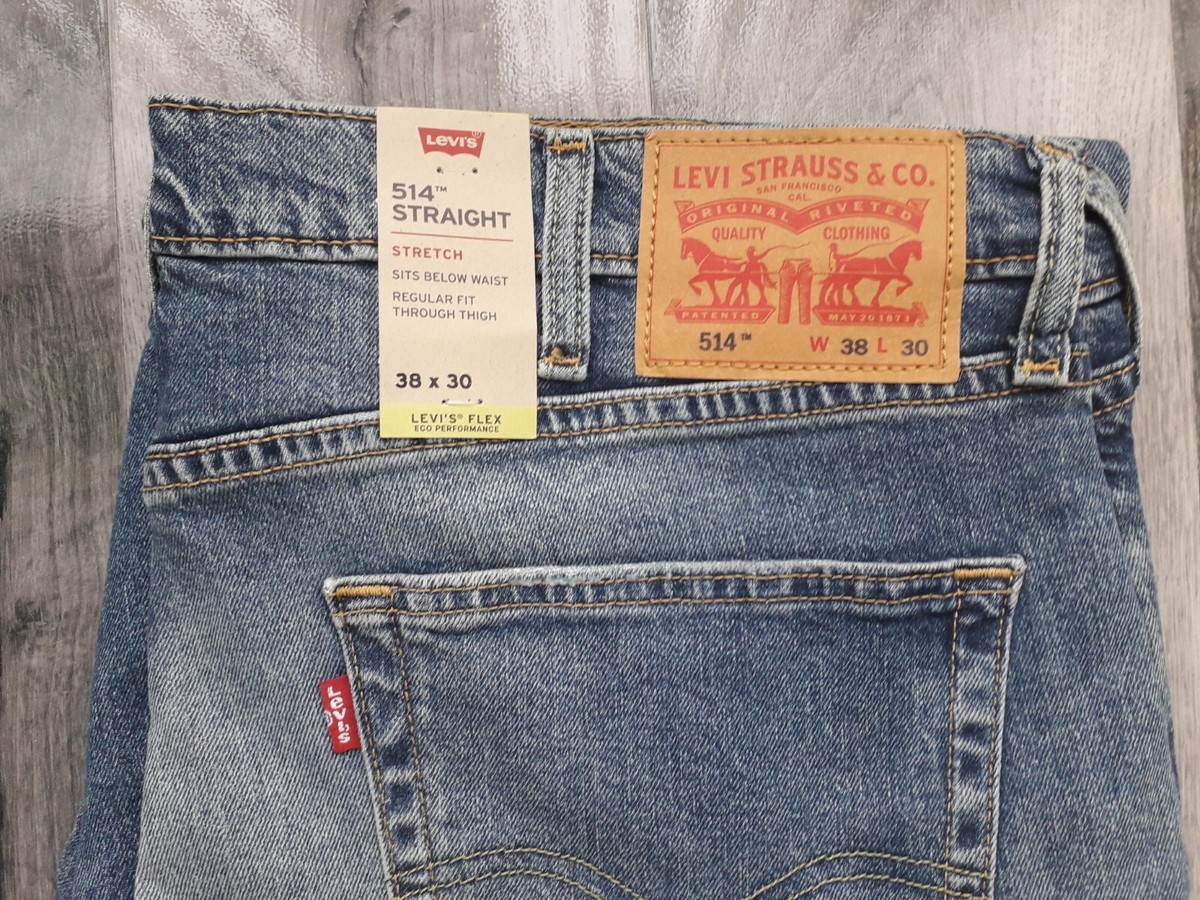 Levi's®
514™
STRAIGHT
STRETCH
SITS BELOW WAIST
REGULAR FIT
THROUGH THIGH
38 x 30
LEVI'S® FLEX
ECO PERFORMANCE
LEVI STRAUSS & CO.
SAN FRANCISCO
CAL.
ORIGINAL RIVETED
QUALITY CLOTHING
PATENTED MAY 20 1873
514™ W 38 L 30
Levi's